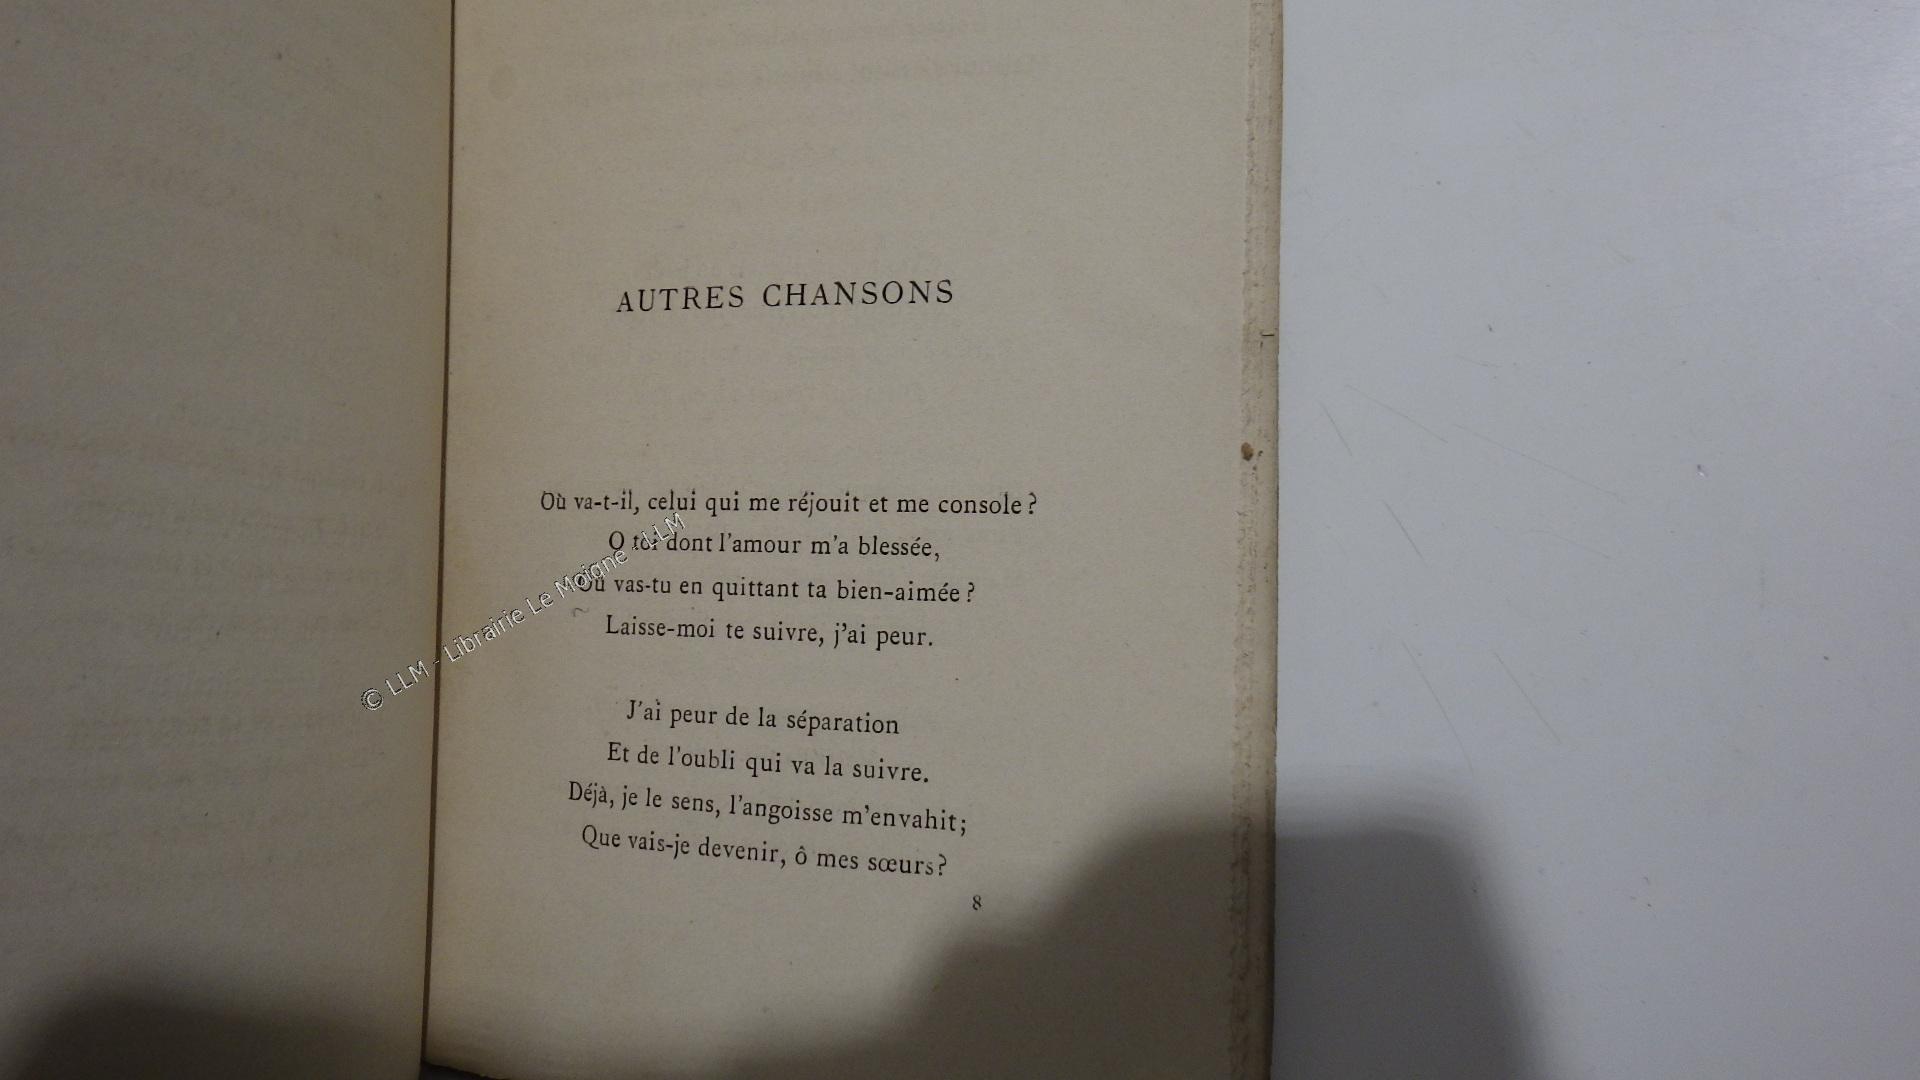 AUTRES CHANSONS
Où va-t-il, celui qui me réjouit et me console ?
O toi dont l'amour m'a blessée,
Où vas-tu en quittant ta bien-aimée ?
Laisse-moi te suivre, j'ai peur.
J'ai peur de la séparation
Et de l'oubli qui va la suivre.
Déjà, je le sens, l'angoisse m'envahit ;
Que vais-je devenir, ô mes sœurs ?
8
© LLM - Librairie Le Moigne - LLM